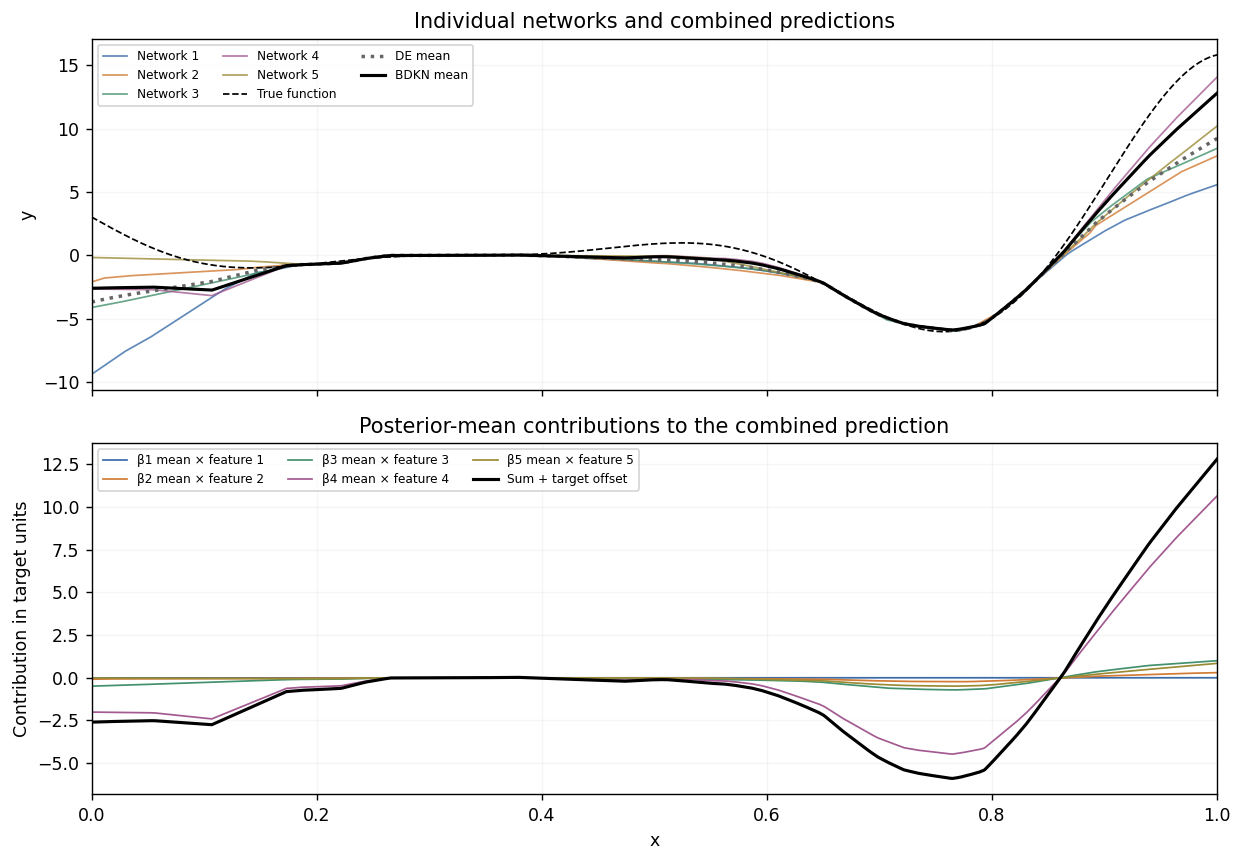 Individual networks and combined predictions
Network 1
Network 2
Network 3
Network 4
Network 5
True function
DE mean
BDKN mean
15
10
5
0
−5
−10
y
Posterior-mean contributions to the combined prediction
β1 mean × feature 1
β2 mean × feature 2
β3 mean × feature 3
β4 mean × feature 4
β5 mean × feature 5
Sum + target offset
12.5
10.0
7.5
5.0
2.5
0.0
−2.5
−5.0
Contribution in target units
0.0 0.2 0.4 0.6 0.8 1.0
x